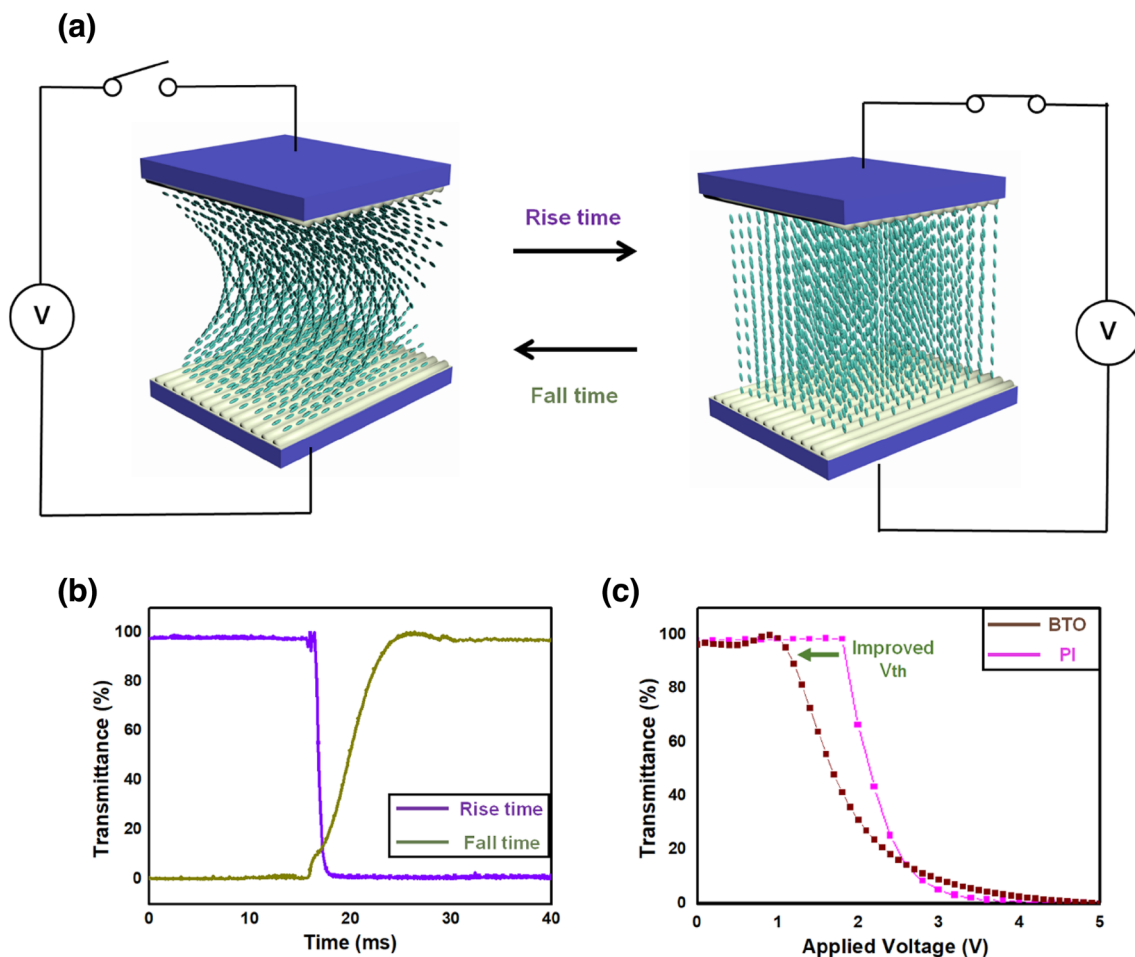 (a)
V
Rise time
Fall time
V
(b)
Transmittance (%)
100
80
60
40
20
0
Rise time
Fall time
0
10
20
30
40
Time (ms)
(c)
Transmittance (%)
100
80
60
40
20
0
BTO
PI
Improved
Vth
0
1
2
3
4
5
Applied Voltage (V)